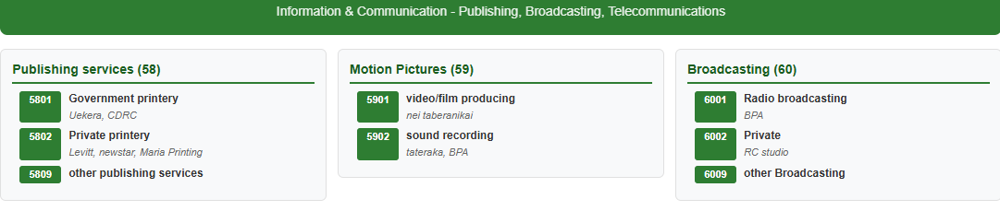 Information & Communication - Publishing, Broadcasting, Telecommunications
Publishing services (58)
5801 Government printery
Uekera, CDRC
5802 Private printery
Levitt, newstar, Maria Printing
5809 other publishing services
Motion Pictures (59)
5901 video/film producing
nei taberanikai
5902 sound recording
tateraka, BPA
Broadcasting (60)
6001 Radio broadcasting
BPA
6002 Private
RC studio
6009 other Broadcasting